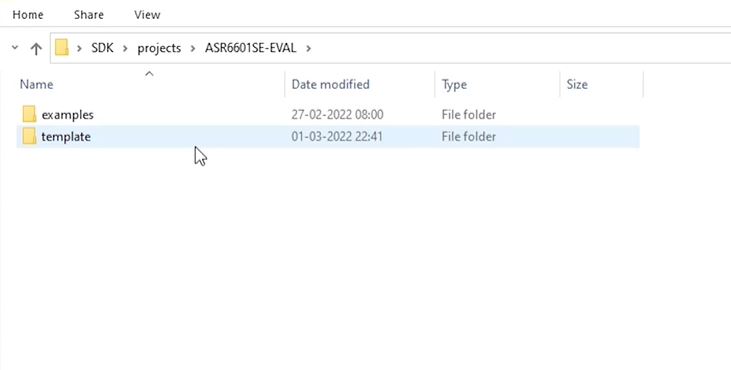 Home Share View
SDK projects ASR6601SE-EVAL
Name Date modified Type Size
examples 27-02-2022 08:00 File folder
template 01-03-2022 22:41 File folder